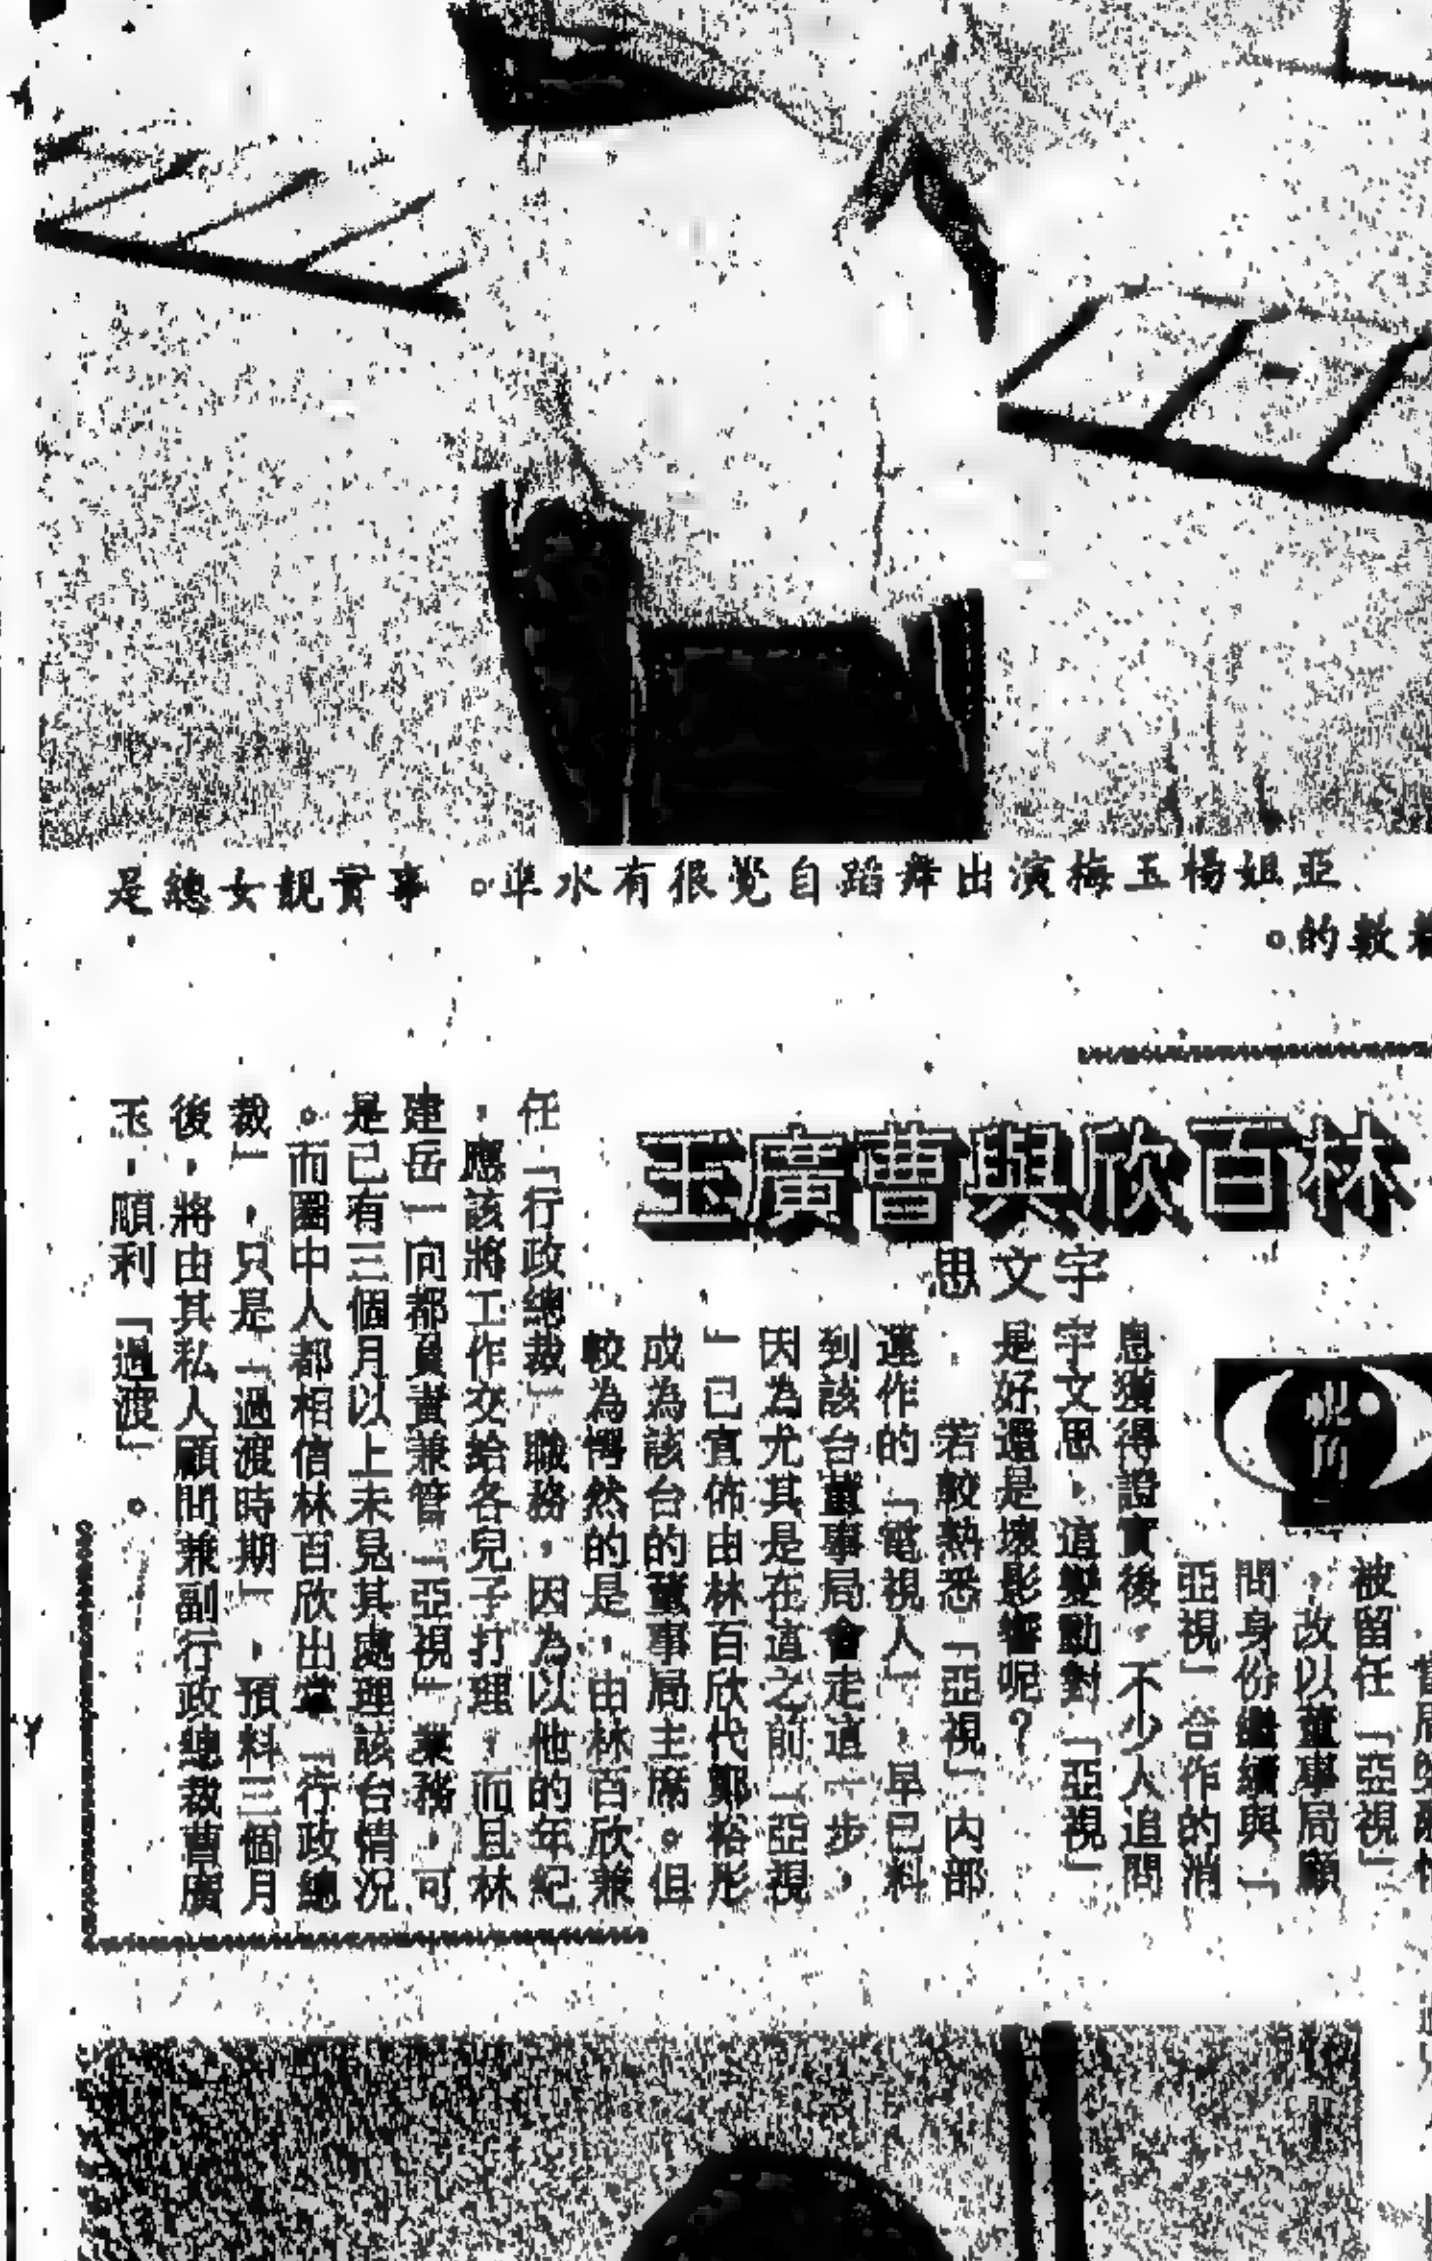 亞姐楊玉梅演出舞蹈自覺很有水準。事實靚女總是
的。
林百欣與曹廣玉
宇文思
視角
被留任「亞視」
，改以董事局顧
問身份繼續與「
亞視」合作的消
息獲得證實後，不少人追問
宇文思，這變動對「亞視」
是好還是壞影響呢？
若較熟悉「亞視」內部
運作的「電視人」，早已料
到該台董事局會走這一步，
因為尤其是在這之前「亞視
」已宣佈由林百欣代鄭裕彤
成為該台的董事局主席。但
較為愕然的是，由林百欣兼
任「行政總裁」職務，因為以他的年紀
，應該將工作交給各兒子打理，而且林
建岳一向都負責兼管「亞視」業務，可
是已有三個月以上未見其處理該台情況
。而圈中人都相信林百欣出掌「行政總
裁」，只是「過渡時期」，預料三個月
後，將由其私人顧問兼副行政總裁曹廣
玉，順利「過渡」。